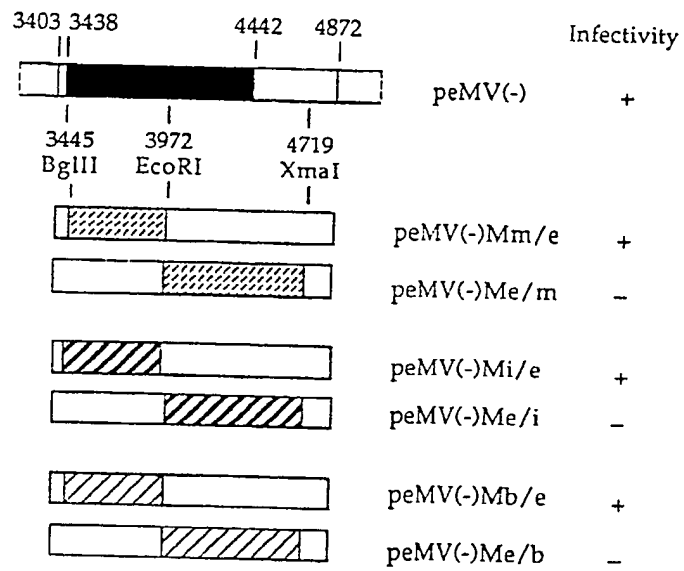 3403 3438 4442 4872 Infectivity
peMV(-) +
3445 3972 4719
BglII EcoRI XmaI
peMV(-)Mm/e +
peMV(-)Me/m −
peMV(-)Mi/e +
peMV(-)Me/i −
peMV(-)Mb/e +
peMV(-)Me/b −